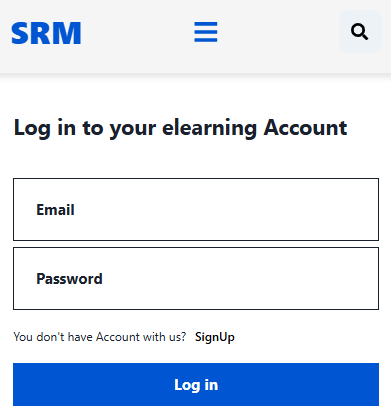 SRM
Log in to your elearning Account
Email
Password
You don't have Account with us? SignUp
Log in